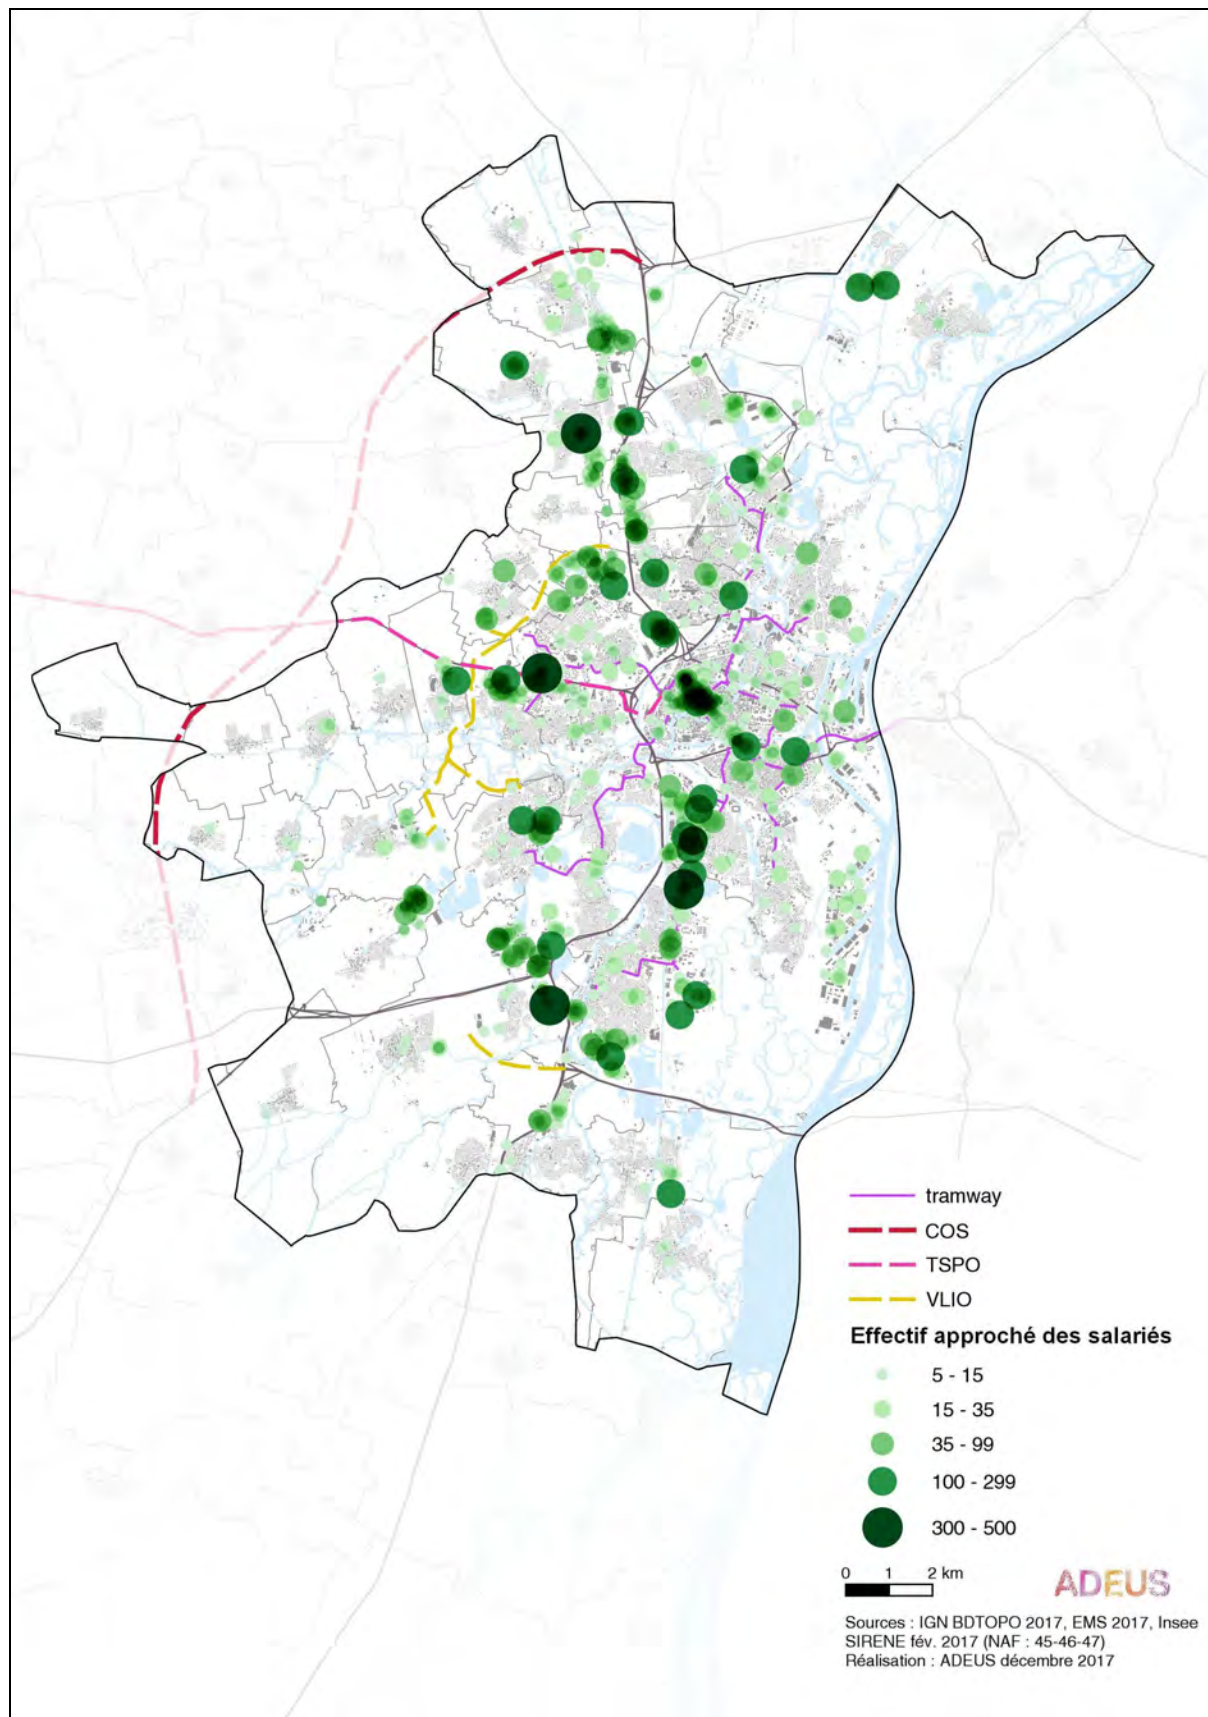 tramway
COS
TSPO
VLIO
Effectif approché des salariés
5 - 15
15 - 35
35 - 99
100 - 299
300 - 500
0 1 2 km
ADEUS
Sources : IGN BDTOPO 2017, EMS 2017, Insee
SIRENE fév. 2017 (NAF : 45-46-47)
Réalisation : ADEUS décembre 2017